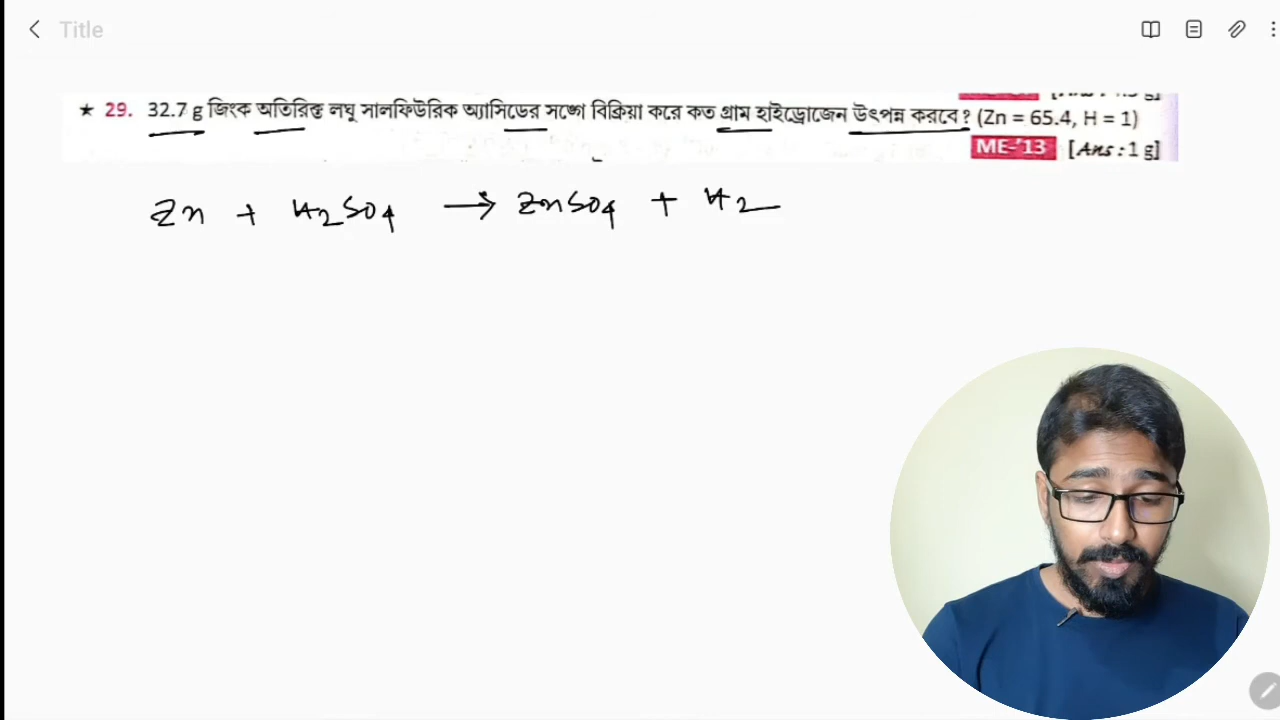 Title
★ 29. 32.7 g জিংক অতিরিক্ত লঘু সালফিউরিক অ্যাসিডের সঙ্গে বিক্রিয়া করে কত গ্রাম হাইড্রোজেন উৎপন্ন করবে? (Zn = 65.4, H = 1)
ME-'13 [Ans : 1 g]
Zn + H₂SO₄ → ZnSO₄ + H₂